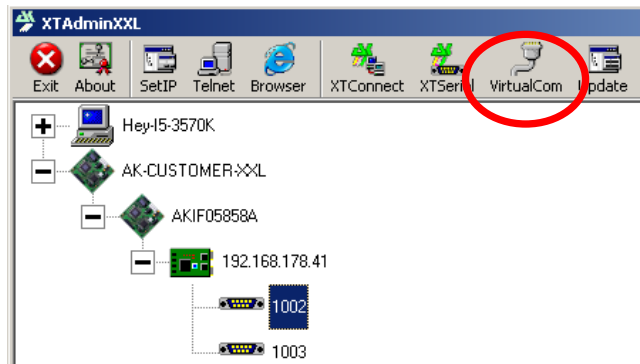 XTAdminXXL
Exit About SetIP Telnet Browser XTConnect XTSerial VirtualCom Update
Hey-I5-3570K
AK-CUSTOMER-XXL
AKIF05858A
192.168.178.41
1002
1003